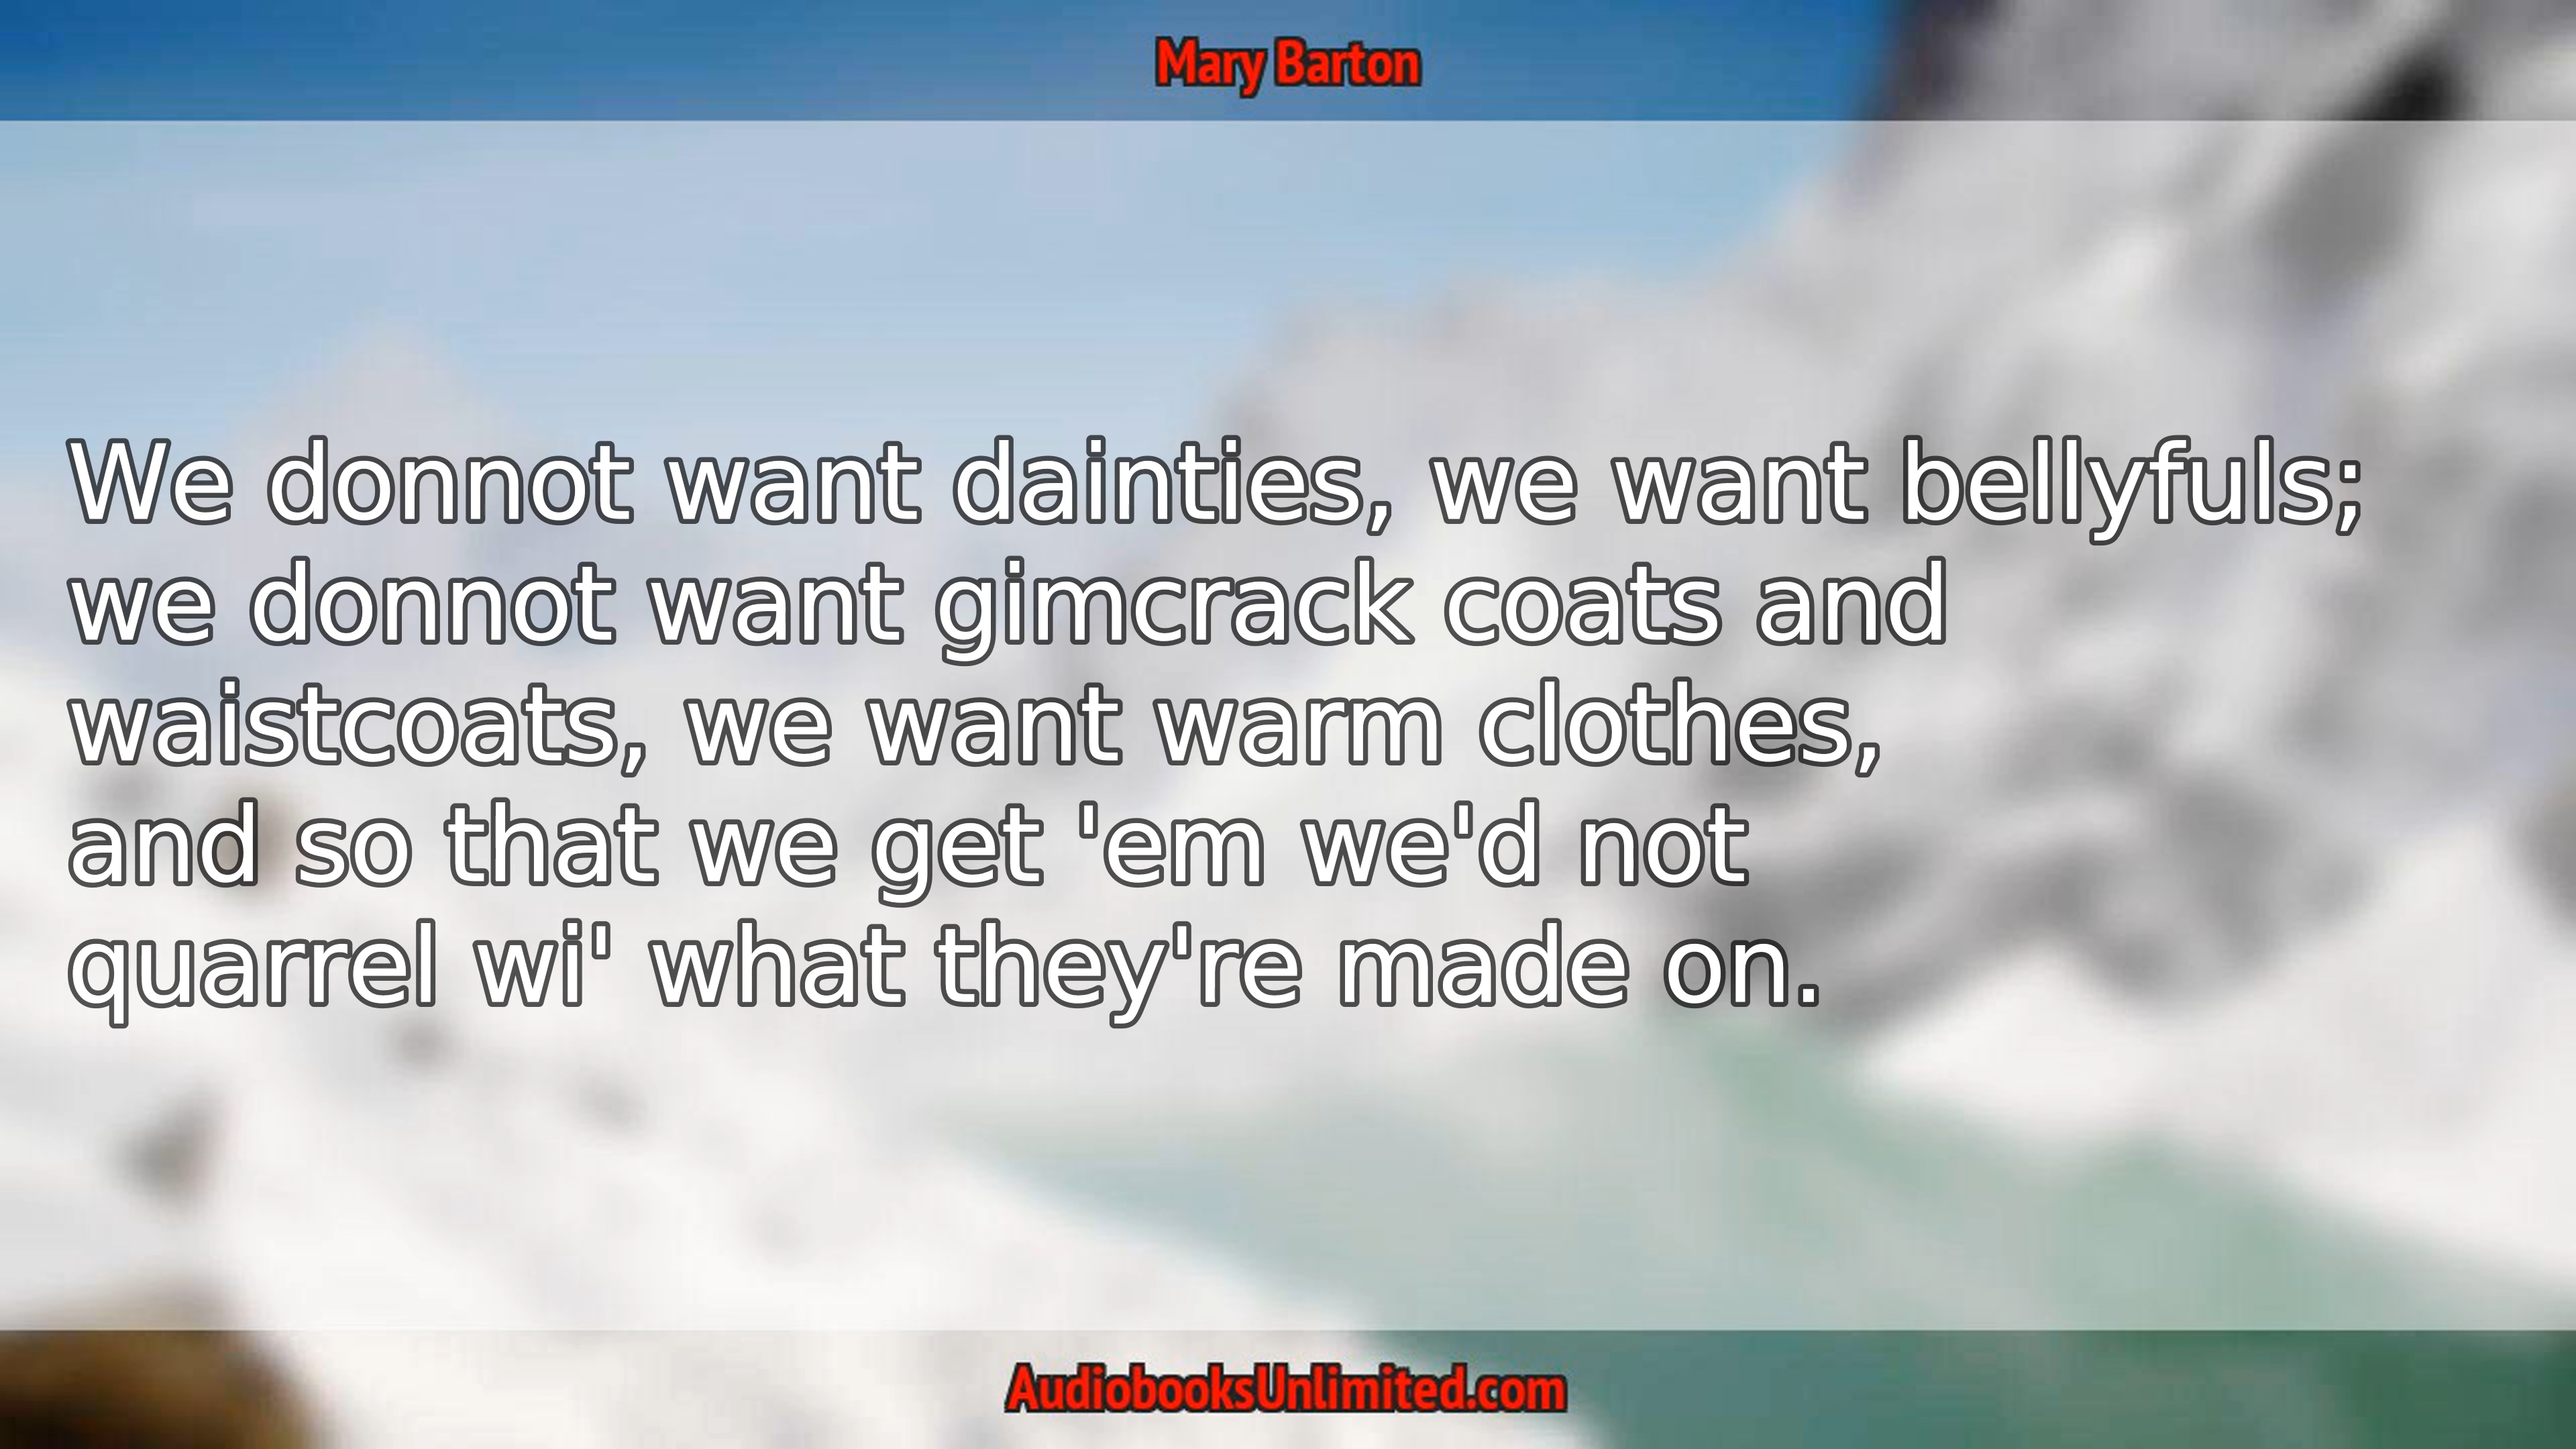 Mary Barton
We donnot want dainties, we want bellyfuls;
we donnot want gimcrack coats and
waistcoats, we want warm clothes,
and so that we get 'em we'd not
quarrel wi' what they're made on.
AudiobooksUnlimited.com